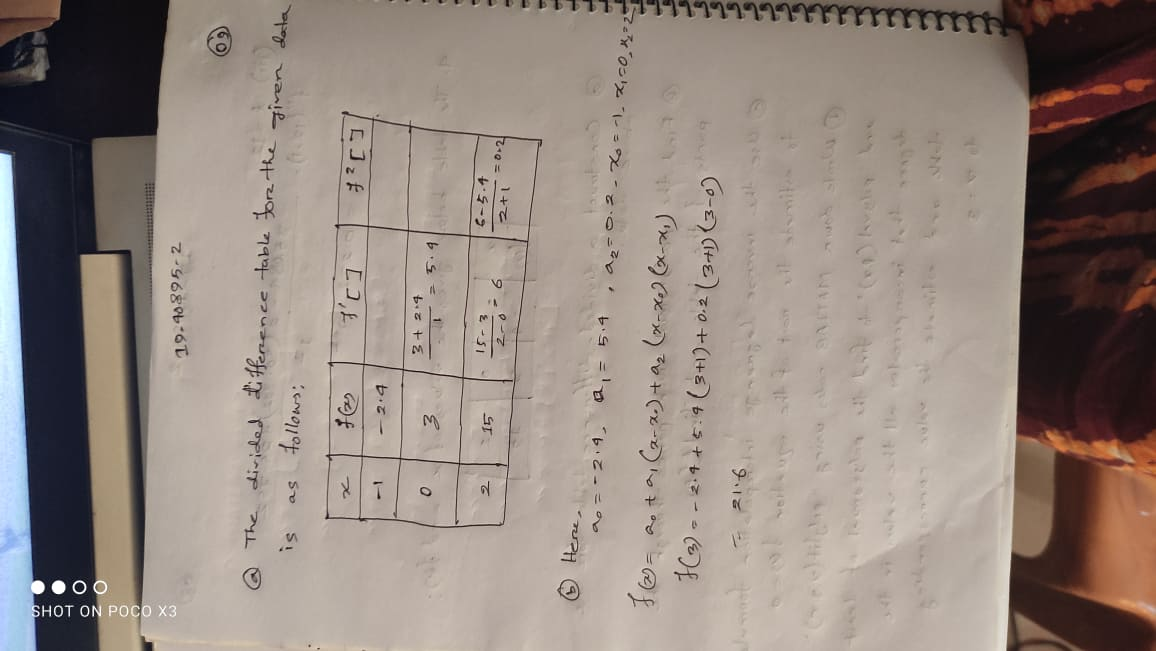 19-40895-2
09
ⓐ The divided difference table for the given data
is as follows:
x f(x) f'[ ] f²[ ]
-1 -2.4
0 3 3+2.4/1 = 5.4
2 15 15-3/2-0 = 6 6-5.4/2+1 = 0.2
ⓑ Here,
a₀ = -2.4, a₁ = 5.4, a₂ = 0.2, x₀ = -1, x₁ = 0, x₂ = 2
f(x) = a₀ + a₁(x-x₀) + a₂(x-x₀)(x-x₁)
f(3) = -2.4 + 5.4(3+1) + 0.2(3+1)(3-0)
= 21.6
SHOT ON POCO X3